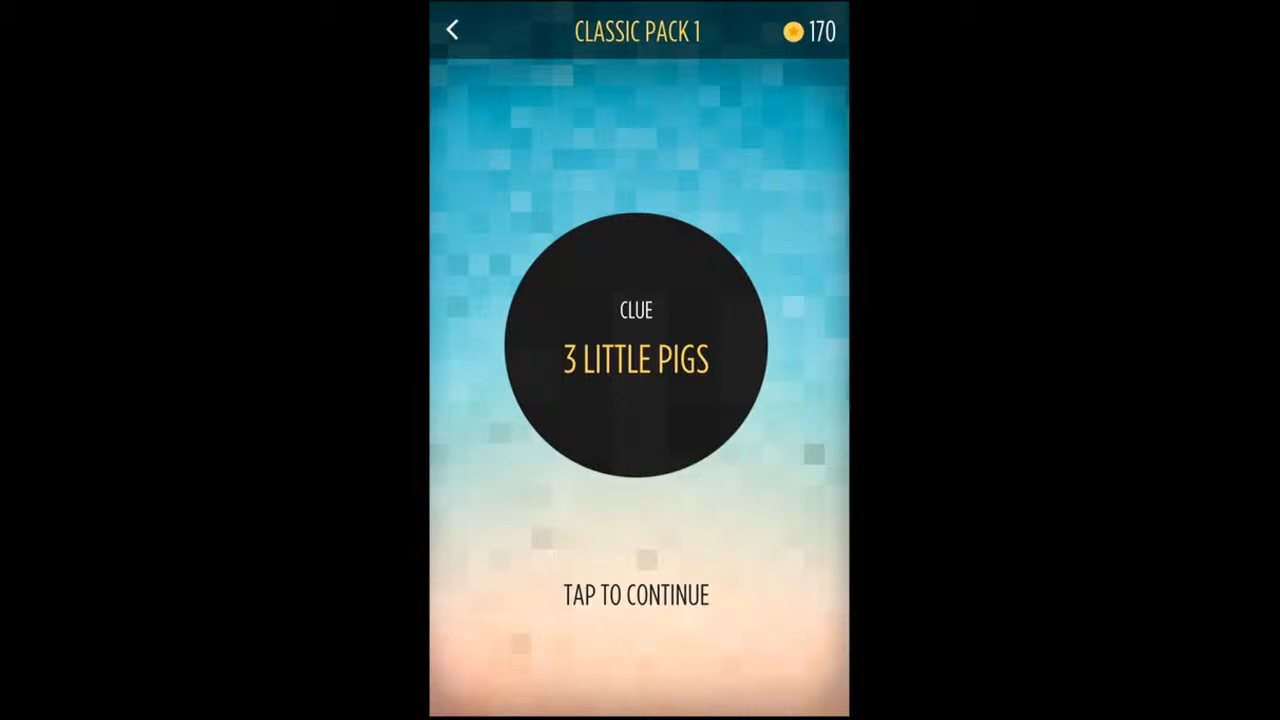 CLASSIC PACK 1
170
CLUE
3 LITTLE PIGS
TAP TO CONTINUE